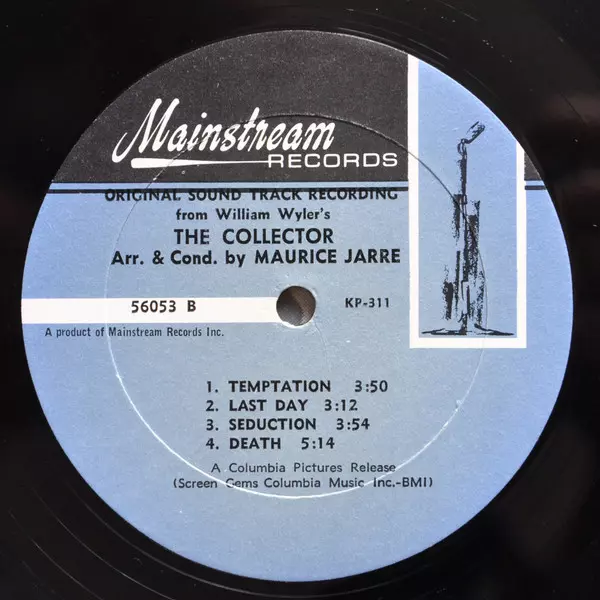 Mainstream
RECORDS
ORIGINAL SOUND TRACK RECORDING
from William Wyler's
THE COLLECTOR
Arr. & Cond. by MAURICE JARRE
56053 B
KP-311
A product of Mainstream Records Inc.
1. TEMPTATION 3:50
2. LAST DAY 3:12
3. SEDUCTION 3:54
4. DEATH 5:14
A Columbia Pictures Release
(Screen Gems Columbia Music Inc.-BMI)